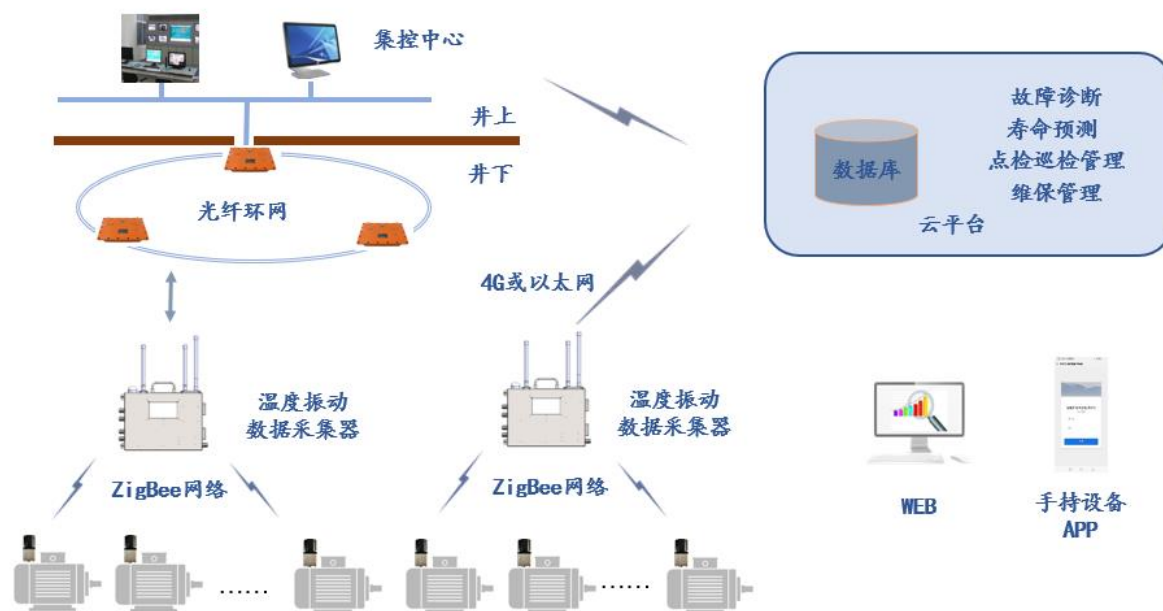 集控中心
井上
井下
光纤环网
4G或以太网
故障诊断
寿命预测
点检巡检管理
维保管理
数据库
云平台
温度振动
数据采集器
温度振动
数据采集器
ZigBee网络
ZigBee网络
WEB
手持设备
APP
......
......